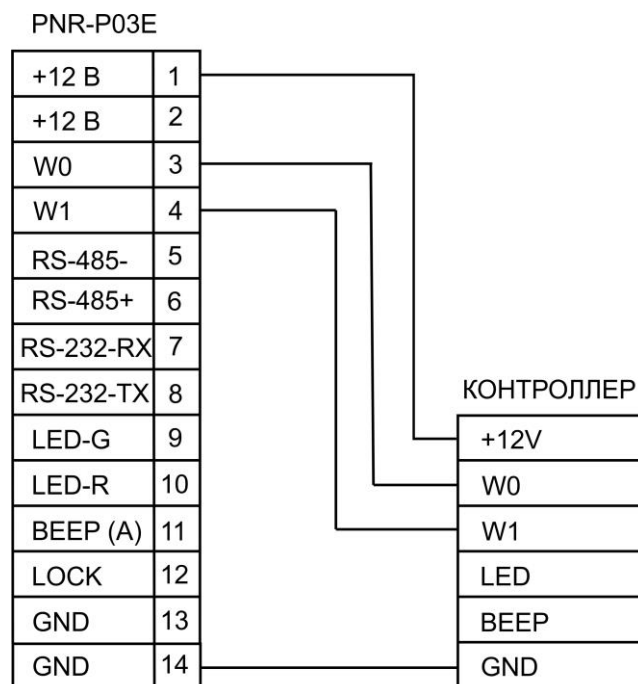 PNR-P03E
+12 В 1
+12 В 2
W0 3
W1 4
RS-485- 5
RS-485+ 6
RS-232-RX 7
RS-232-TX 8
LED-G 9
LED-R 10
BEEP (A) 11
LOCK 12
GND 13
GND 14
КОНТРОЛЛЕР
+12V
W0
W1
LED
BEEP
GND